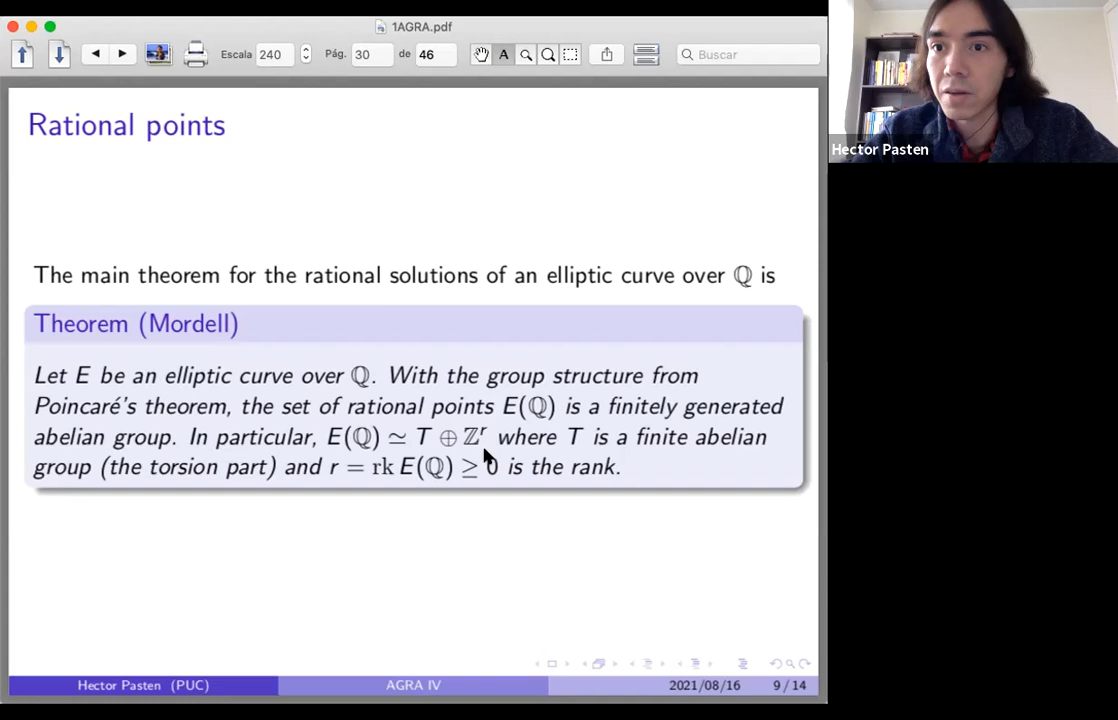 1AGRA.pdf
Escala 240 Pág. 30 de 46 A Buscar
Rational points
Hector Pasten
The main theorem for the rational solutions of an elliptic curve over ℚ is
Theorem (Mordell)
Let E be an elliptic curve over ℚ. With the group structure from
Poincaré's theorem, the set of rational points E(ℚ) is a finitely generated
abelian group. In particular, E(ℚ) ≃ T ⊕ ℤʳ where T is a finite abelian
group (the torsion part) and r = rk E(ℚ) ≥ 0 is the rank.
Hector Pasten (PUC) AGRA IV 2021/08/16 9 / 14